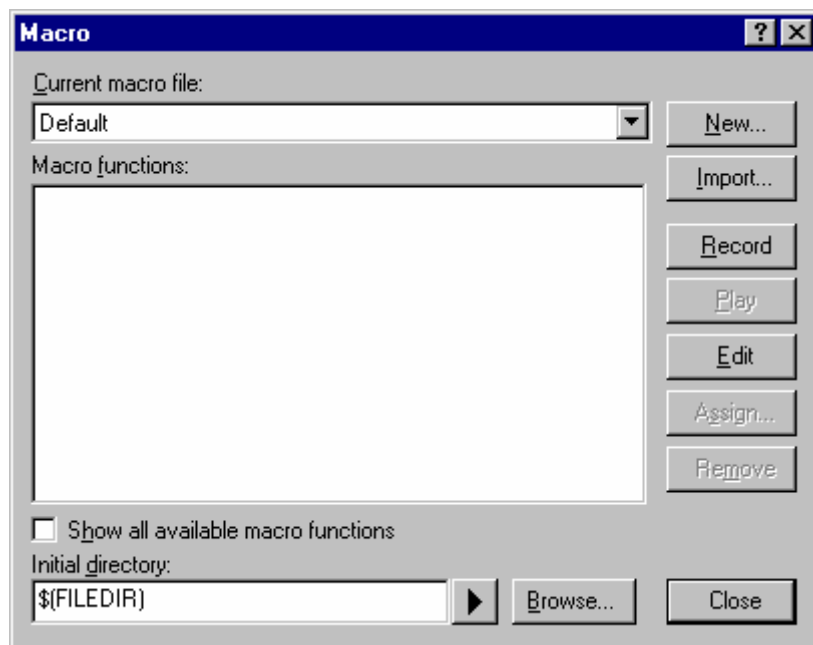 Macro
Current macro file:
Default
New...
Macro functions:
Import...
Record
Play
Edit
Assign...
Remove
Show all available macro functions
Initial directory:
$(FILEDIR)
Browse...
Close